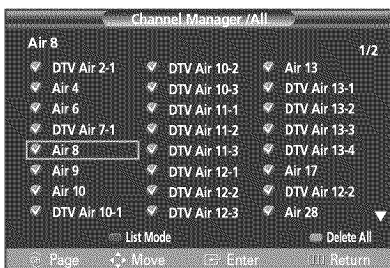 Channel Manager /All
Air 8
1/2
DTV Air 2-1 DTV Air 10-2 Air 13
Air 4 DTV Air 10-3 DTV Air 13-1
Air 6 DTV Air 11-1 DTV Air 13-2
DTV Air 7-1 DTV Air 11-2 DTV Air 13-3
Air 8 DTV Air 11-3 DTV Air 13-4
Air 9 DTV Air 12-1 Air 17
Air 10 DTV Air 12-2 DTV Air 12-2
DTV Air 10-1 DTV Air 12-3 Air 28
List Mode Delete All
Page Move Enter Return